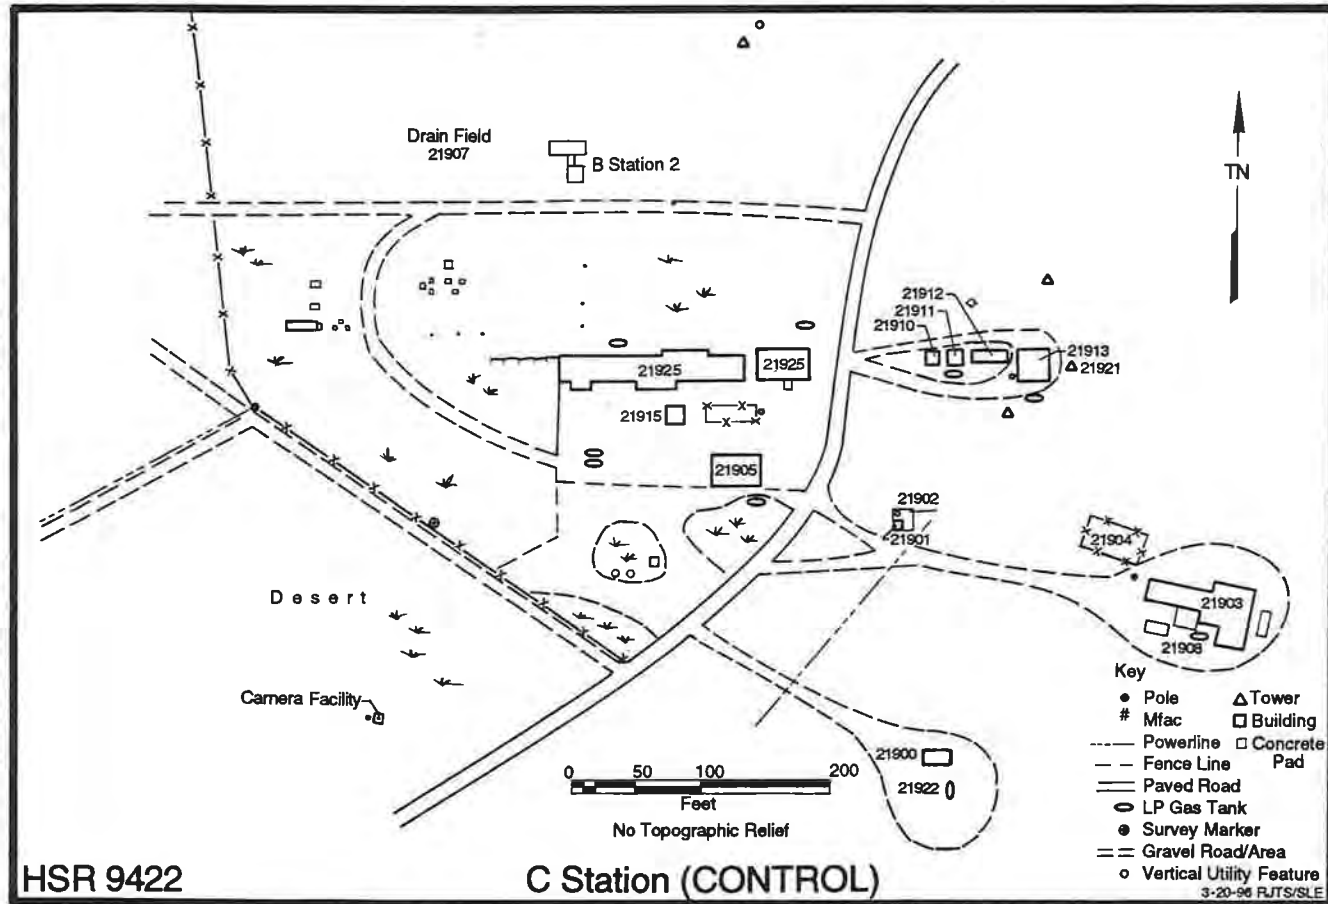 Drain Field
21907
B Station 2
TN
21912
21911
21910
21913
21921
21925
21925
21915
21905
21902
21901
21904
21903
21908
Desert
Camera Facility
21900
21922
0 50 100 200
Feet
No Topographic Relief
Key
Pole
Tower
# Mfac
Building
Powerline
Concrete
Pad
Fence Line
Paved Road
LP Gas Tank
Survey Marker
Gravel Road/Area
Vertical Utility Feature
HSR 9422
C Station (CONTROL)
3-20-96 RJTS/SLE